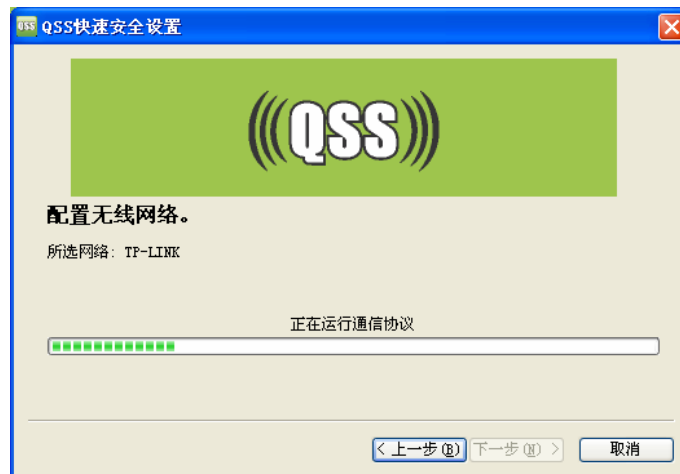 QSS QSS快速安全设置
QSS
配置无线网络。
所选网络: TP-LINK
正在运行通信协议
< 上一步(B) 下一步(N) > 取消